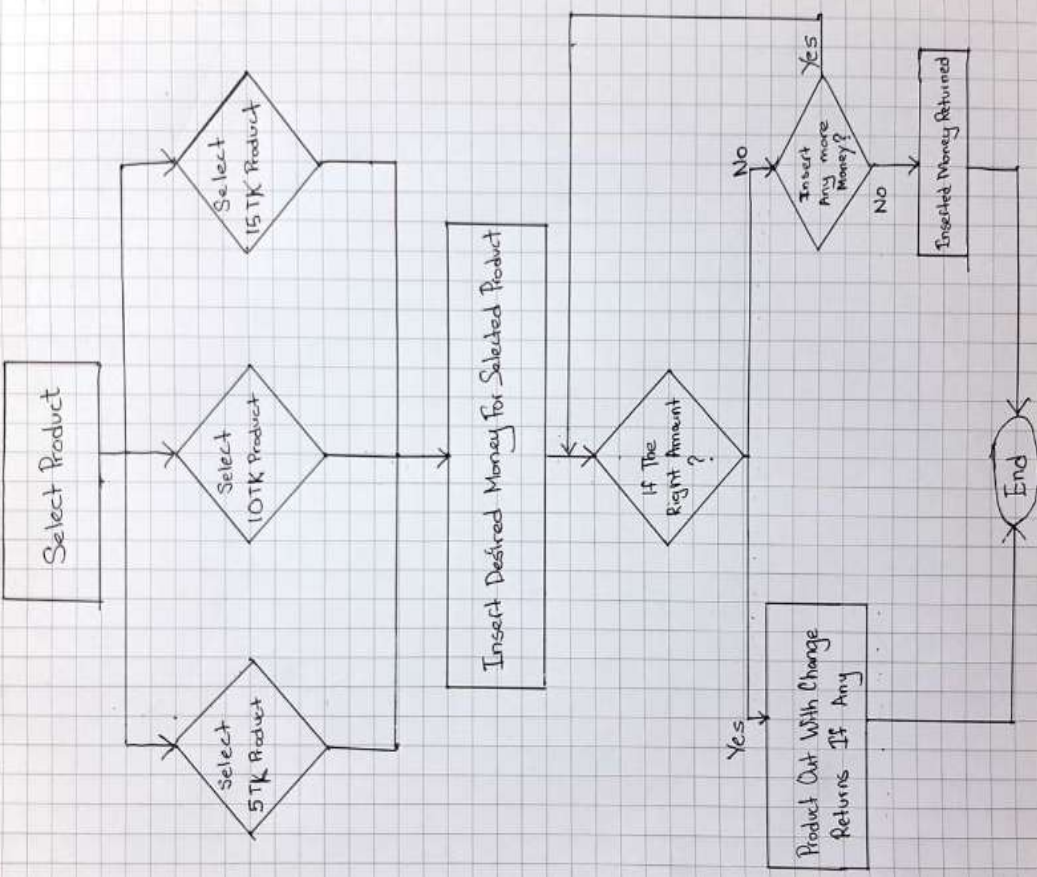 Select Product
Select
5TK Product
Select
10TK Product
Select
15TK Product
Insert Desired Money For Selected Product
If The
Right Amount
?
Yes
No
Product Out With Change
Returns If Any
Insert
Any more
Money?
Yes
NO
Inserted Money Returned
End